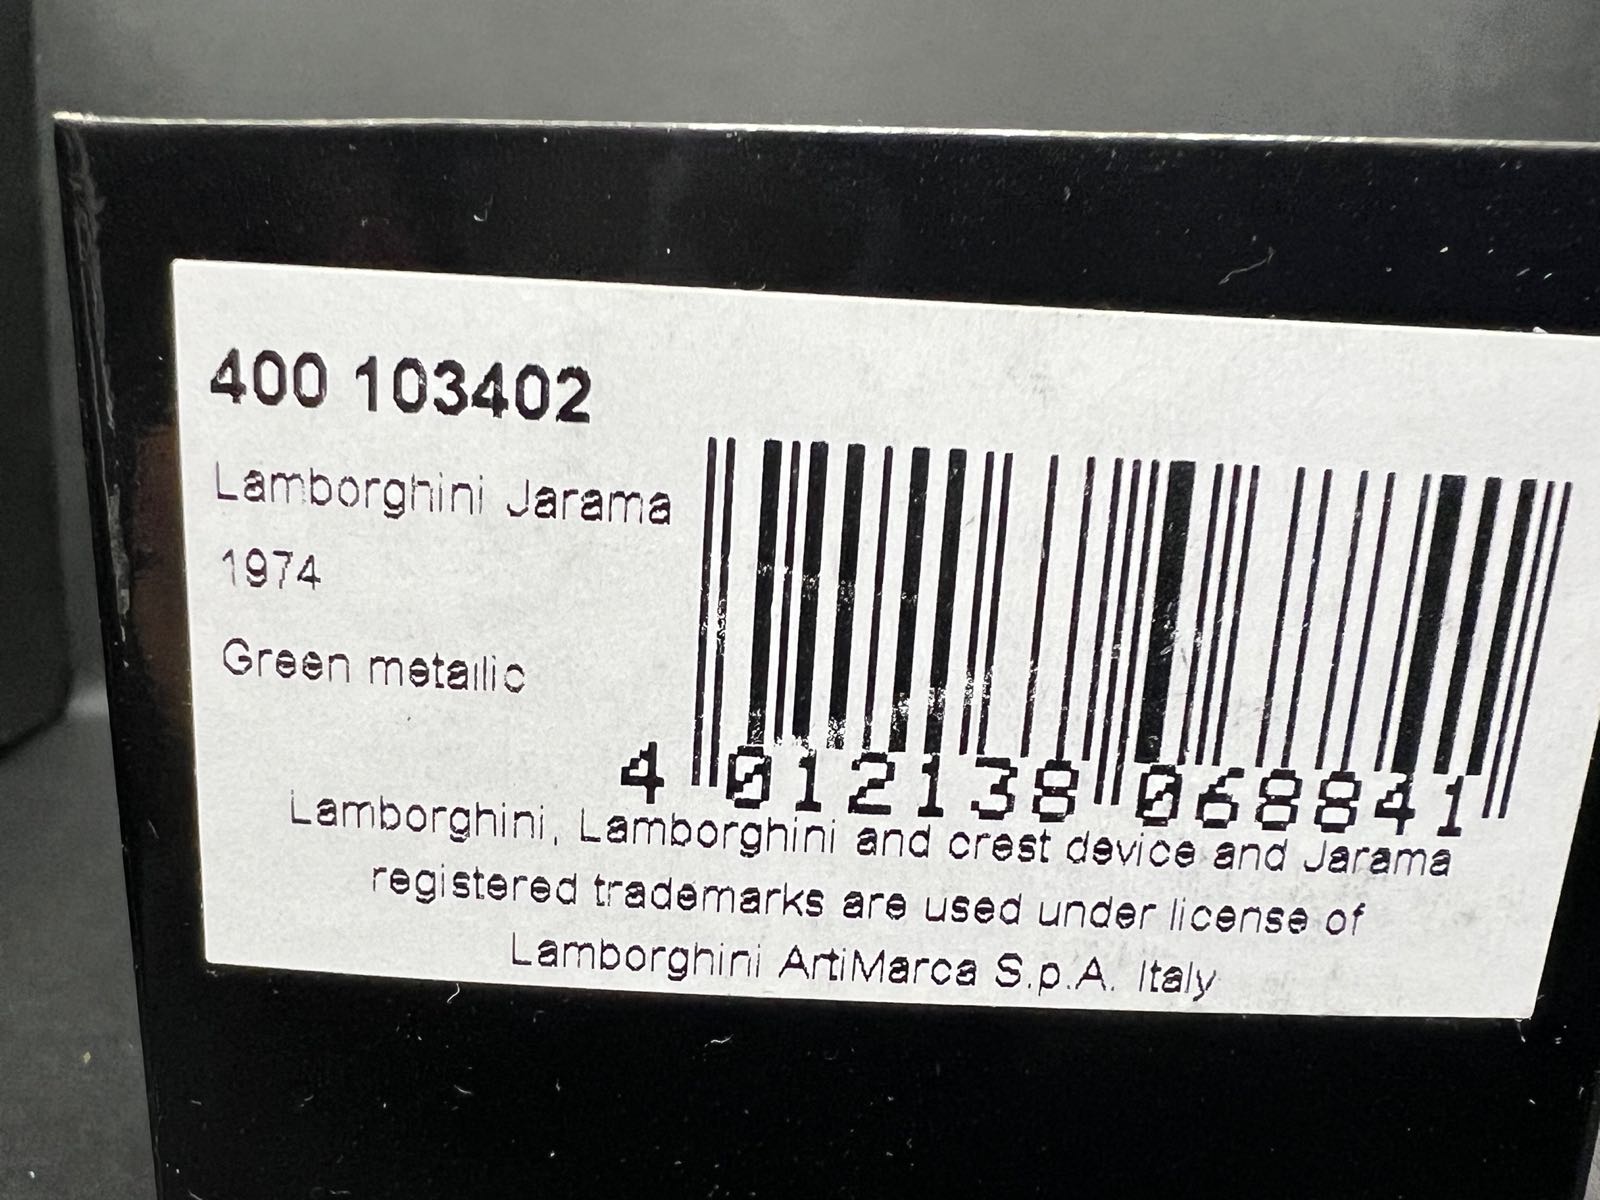 400 103402
Lamborghini Jarama
1974
Green metallic
4 012138 068841
Lamborghini, Lamborghini and crest device and Jarama
registered trademarks are used under license of
Lamborghini ArtiMarca S.p.A. Italy